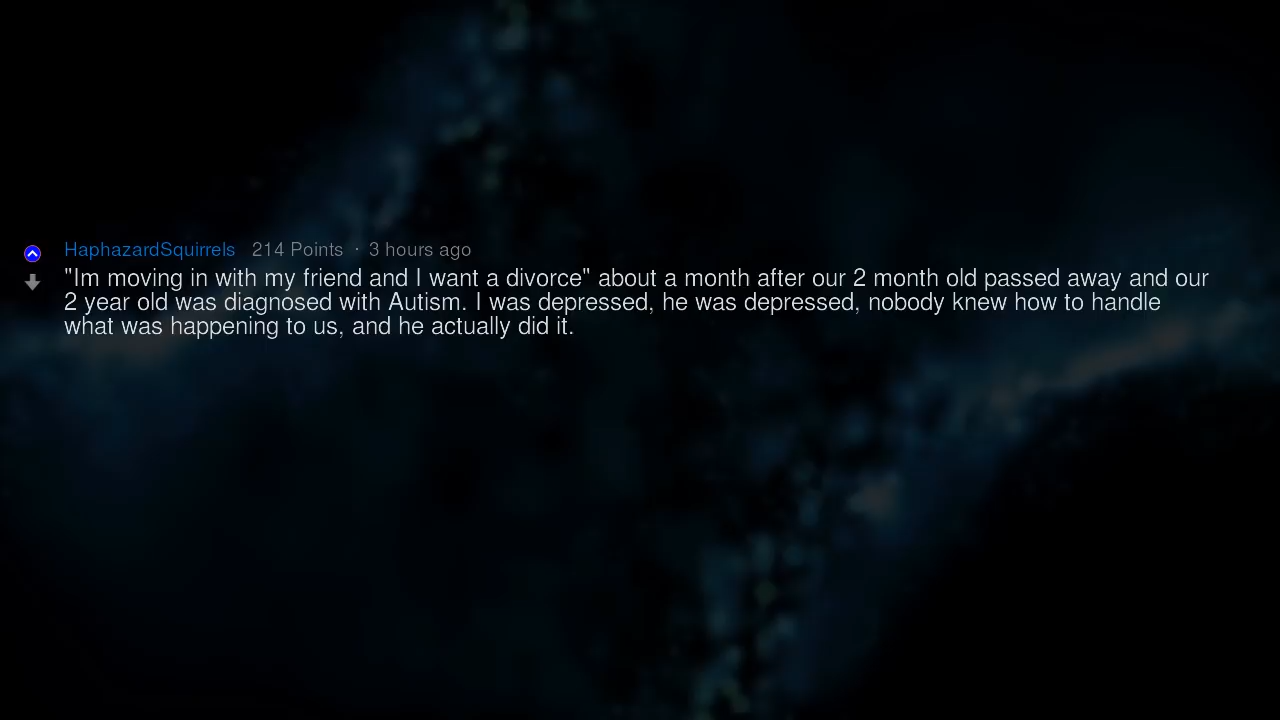 HaphazardSquirrels 214 Points · 3 hours ago
"Im moving in with my friend and I want a divorce" about a month after our 2 month old passed away and our
2 year old was diagnosed with Autism. I was depressed, he was depressed, nobody knew how to handle
what was happening to us, and he actually did it.